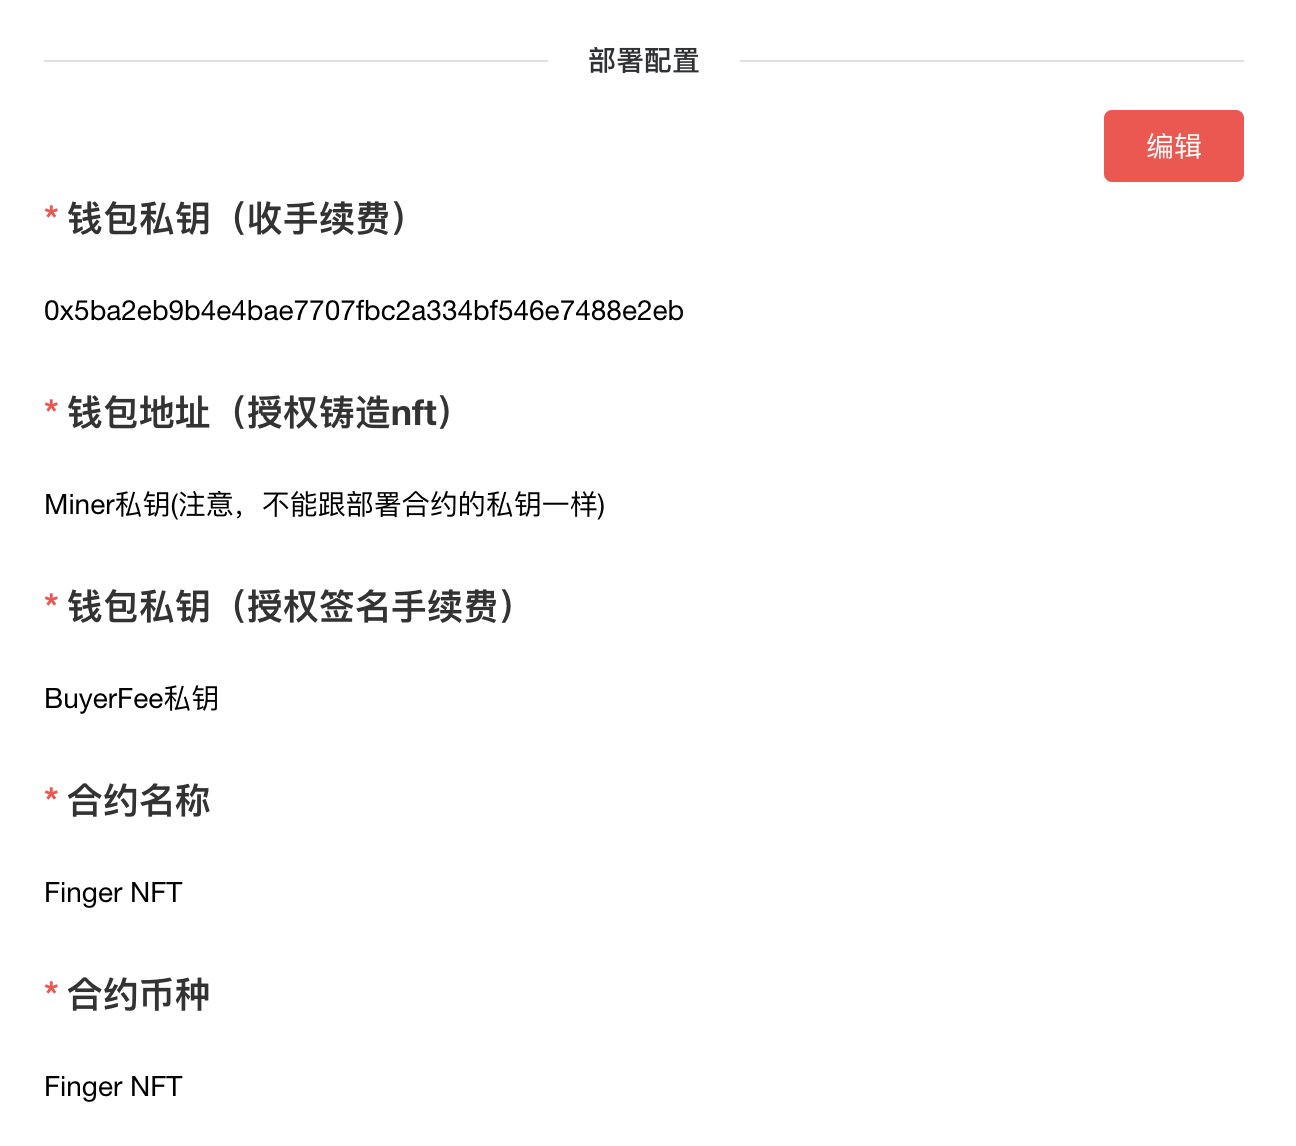 部署配置
编辑
* 钱包私钥（收手续费）
0x5ba2eb9b4e4bae7707fbc2a334bf546e7488e2eb
* 钱包地址（授权铸造nft）
Miner私钥(注意，不能跟部署合约的私钥一样)
* 钱包私钥（授权签名手续费）
BuyerFee私钥
* 合约名称
Finger NFT
* 合约币种
Finger NFT